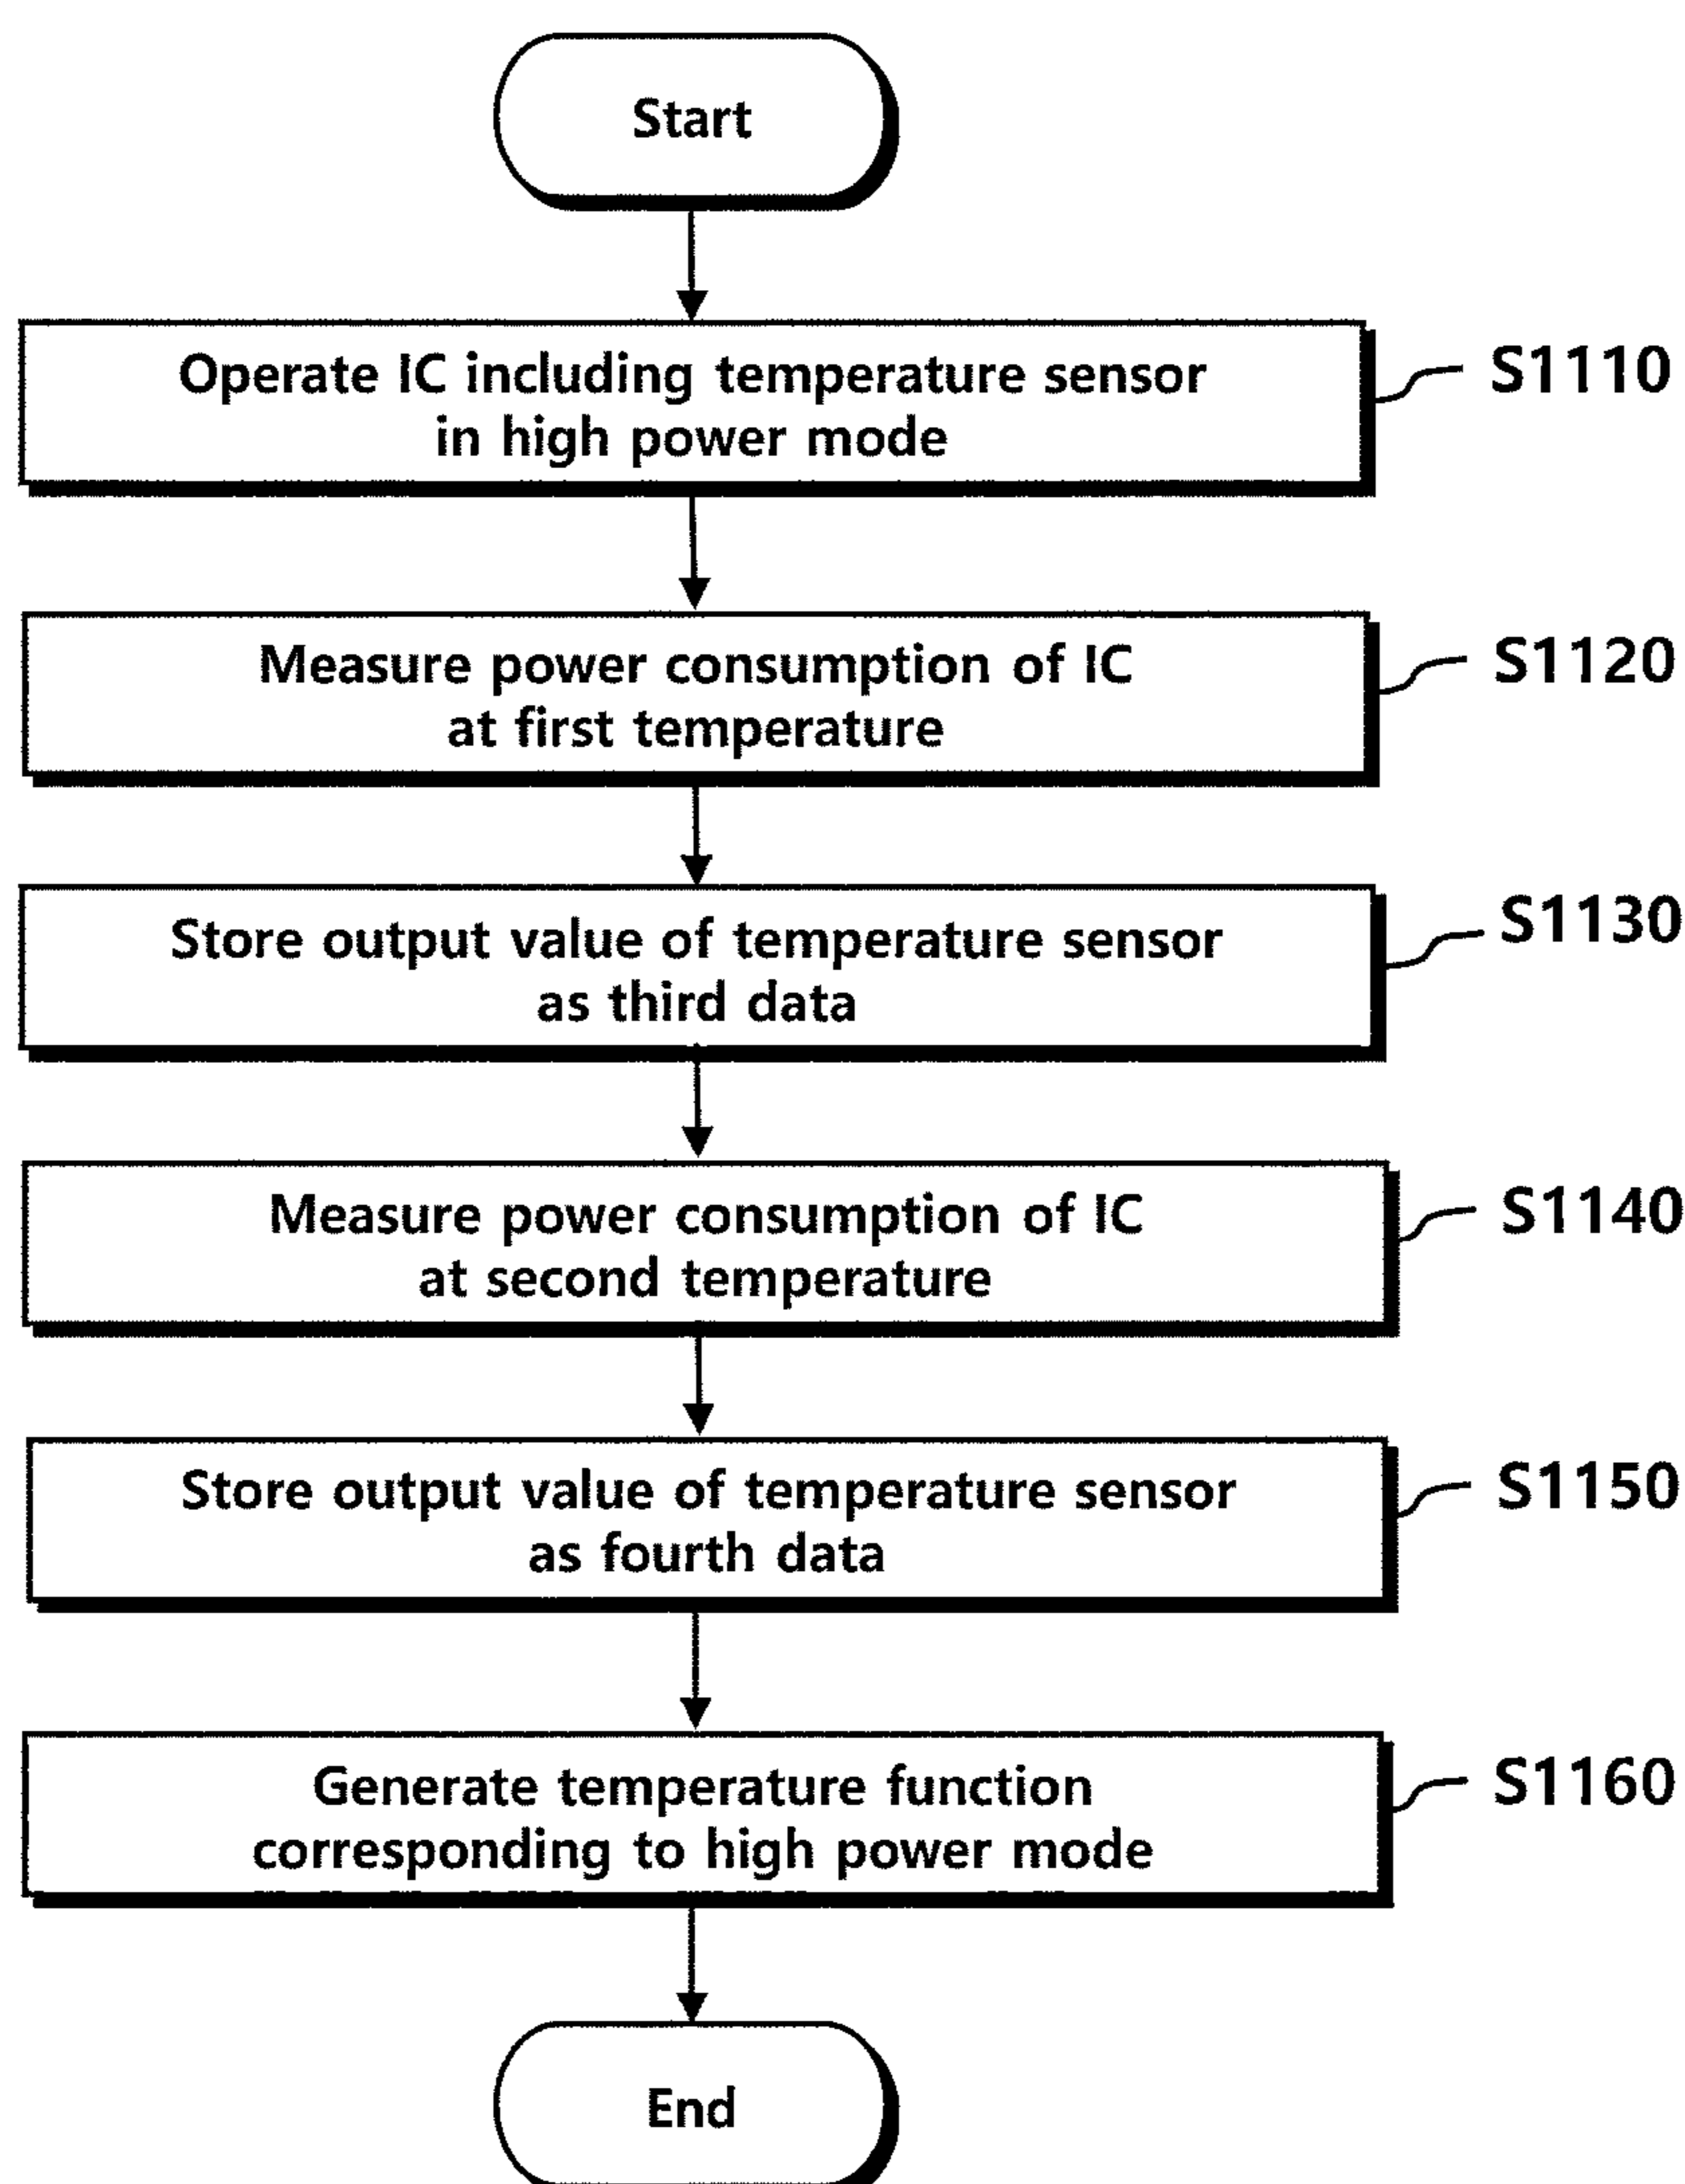 Start
Operate IC including temperature sensor
in high power mode
S1110
Measure power consumption of IC
at first temperature
S1120
Store output value of temperature sensor
as third data
S1130
Measure power consumption of IC
at second temperature
S1140
Store output value of temperature sensor
as fourth data
S1150
Generate temperature function
corresponding to high power mode
S1160
End